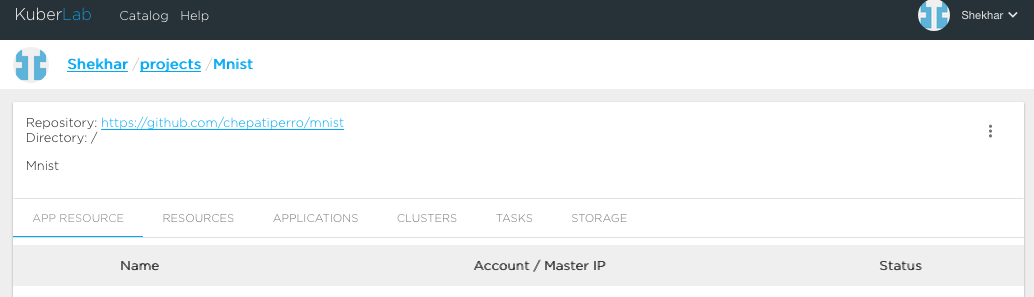 KuberLab Catalog Help Shekhar
Shekhar / projects / Mnist
Repository: https://github.com/chepatiperro/mnist
Directory: /
Mnist
APP RESOURCE RESOURCES APPLICATIONS CLUSTERS TASKS STORAGE
Name Account / Master IP Status